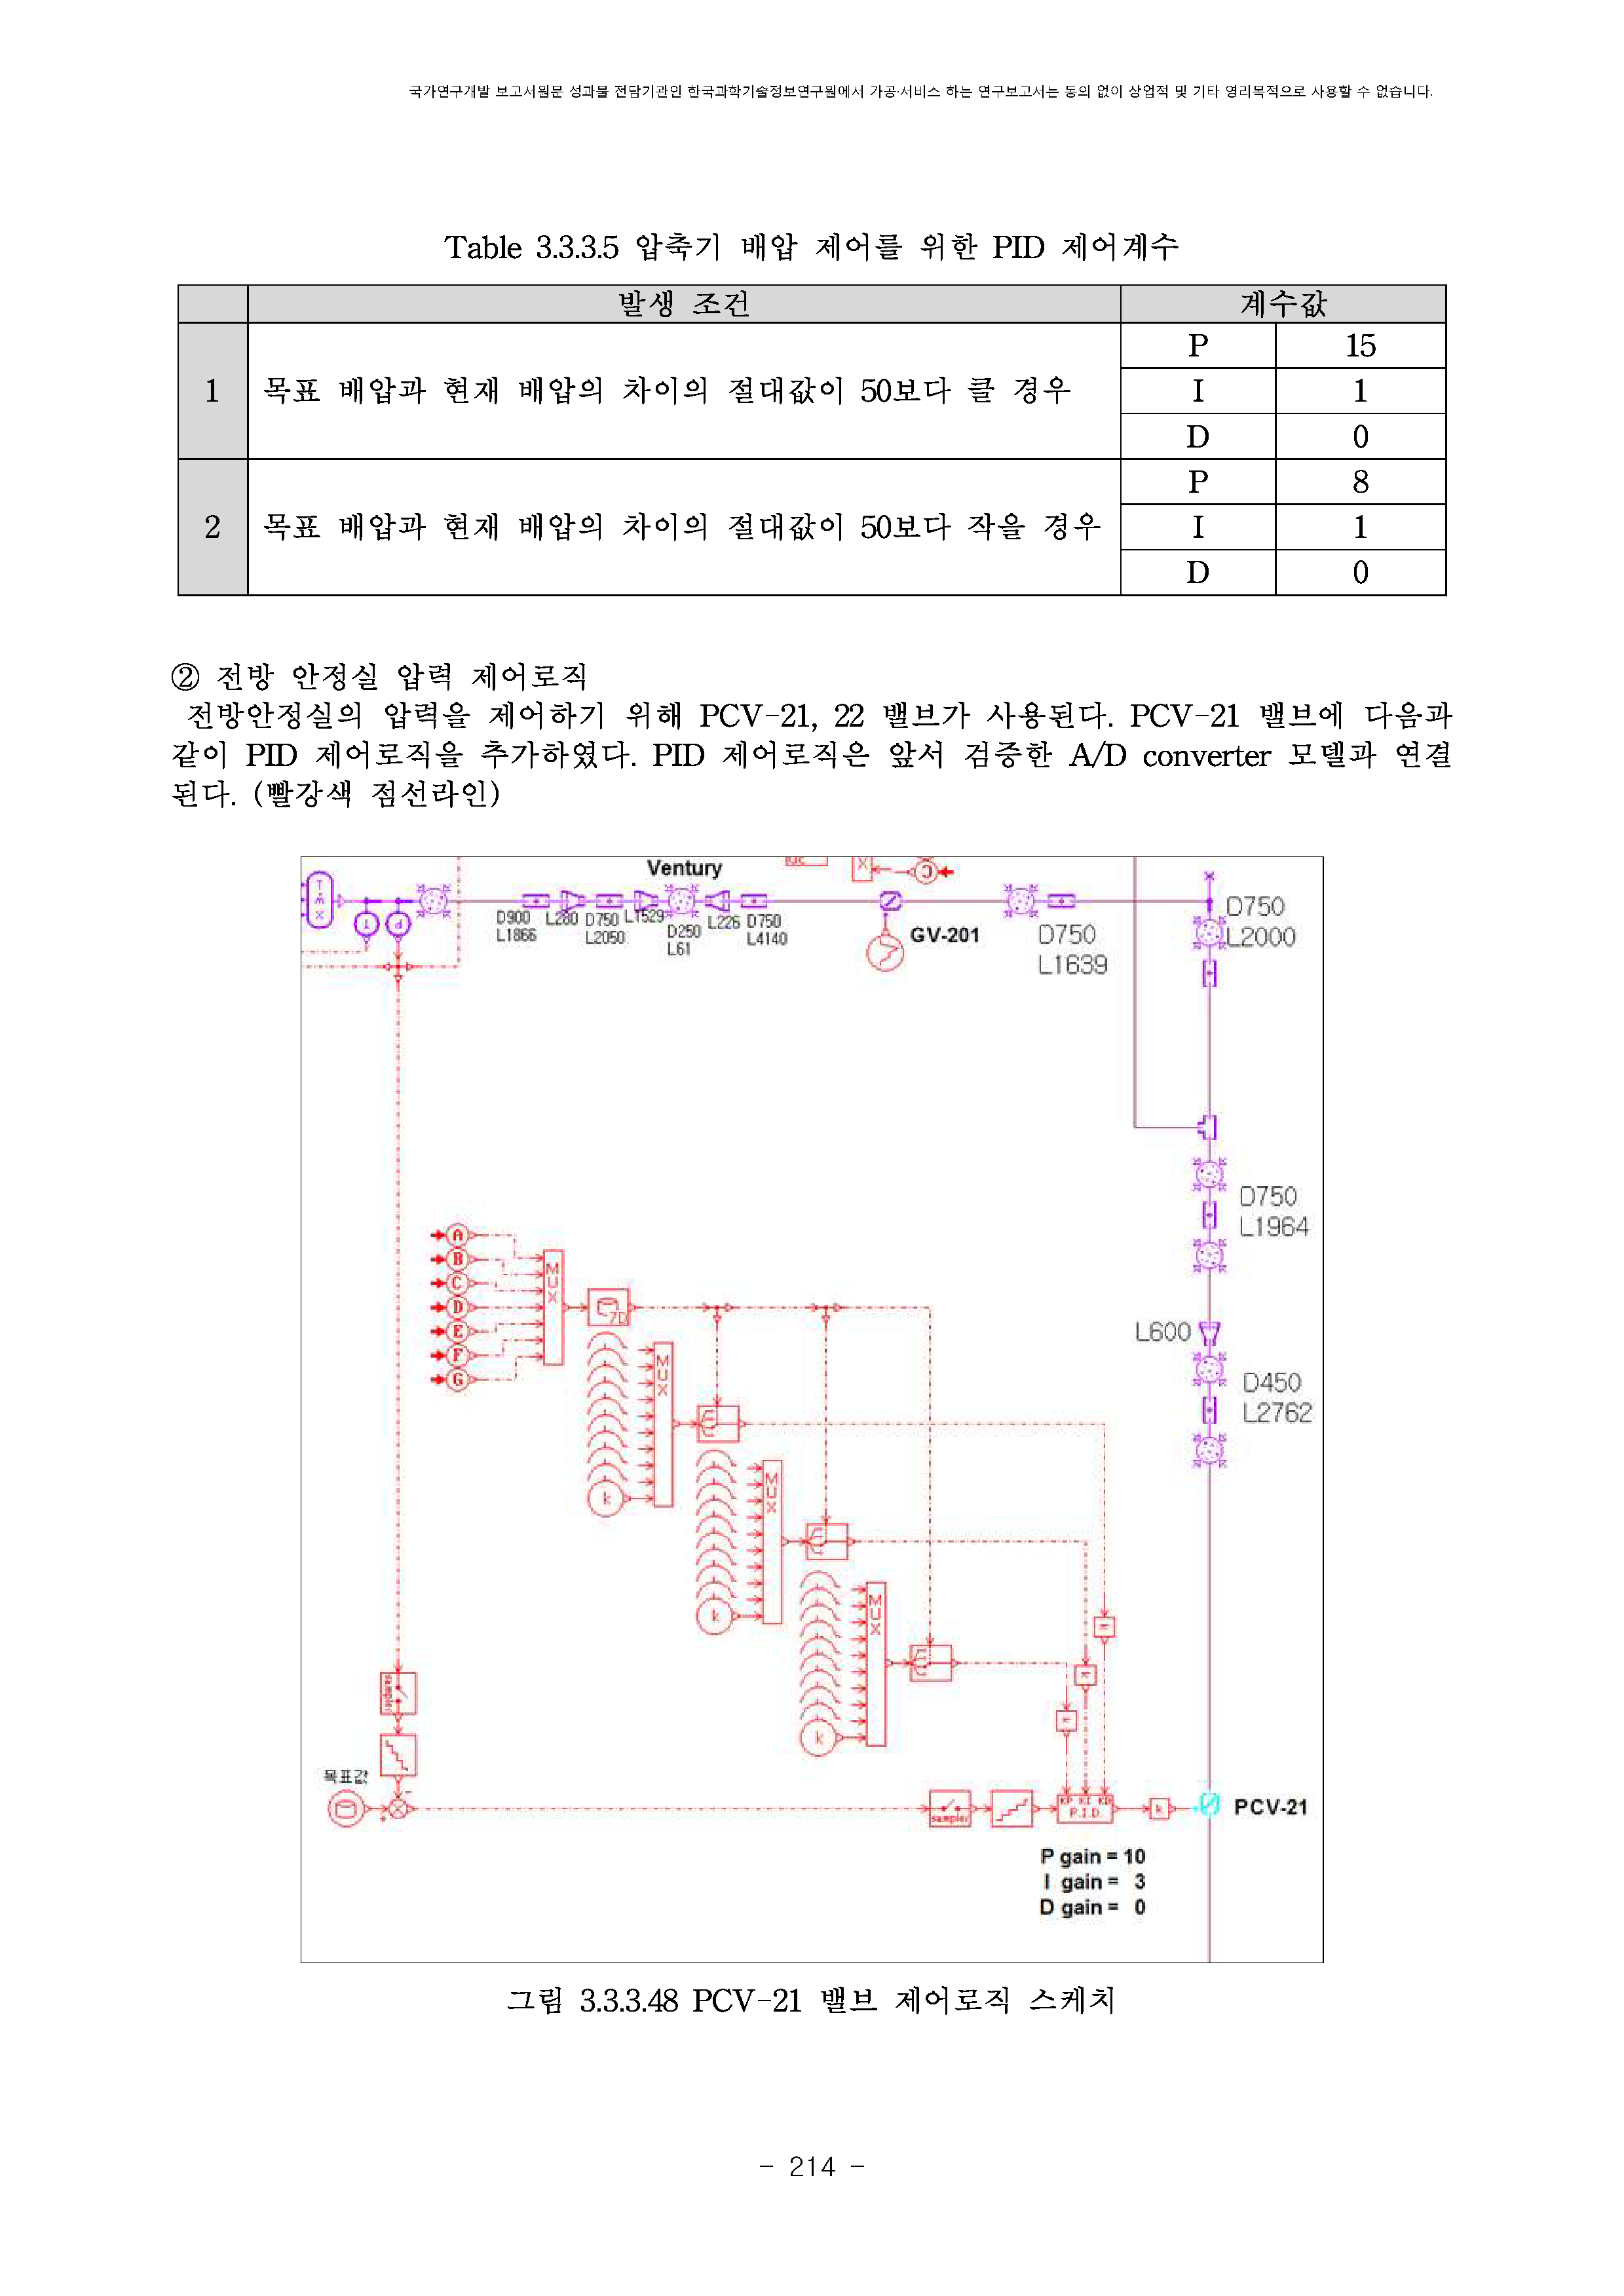 국가연구개발 보고서원문 성과물 전담기관인 한국과학기술정보연구원에서 가공·서비스 하는 연구보고서는 동의 없이 상업적 및 기타 영리목적으로 사용할 수 없습니다.
Table 3.3.3.5 압축기 배압 제어를 위한 PID 제어계수
발생 조건 계수값
1 목표 배압과 현재 배압의 차이의 절대값이 50보다 클 경우
P 15
I 1
D 0
2 목표 배압과 현재 배압의 차이의 절대값이 50보다 작을 경우
P 8
I 1
D 0
② 전방 안정실 압력 제어로직
전방안정실의 압력을 제어하기 위해 PCV-21, 22 밸브가 사용된다. PCV-21 밸브에 다음과
같이 PID 제어로직을 추가하였다. PID 제어로직은 앞서 검증한 A/D converter 모델과 연결
된다. (빨강색 점선라인)
Ventury
D900 L280 D750 L1529 L226 D750
L1866 L2050 D250 L4140
L61
GV-201
D750
L1639
D750
L2000
D750
L1964
A
B
C
D
E
F
G
MUX
7D
MUX
k
MUX
k
MUX
k
L600
D450
L2762
sampler
목표값
sampler
KP KI KD
P.I.D.
k
PCV-21
P gain = 10
I gain = 3
D gain = 0
그림 3.3.3.48 PCV-21 밸브 제어로직 스케치
- 214 -